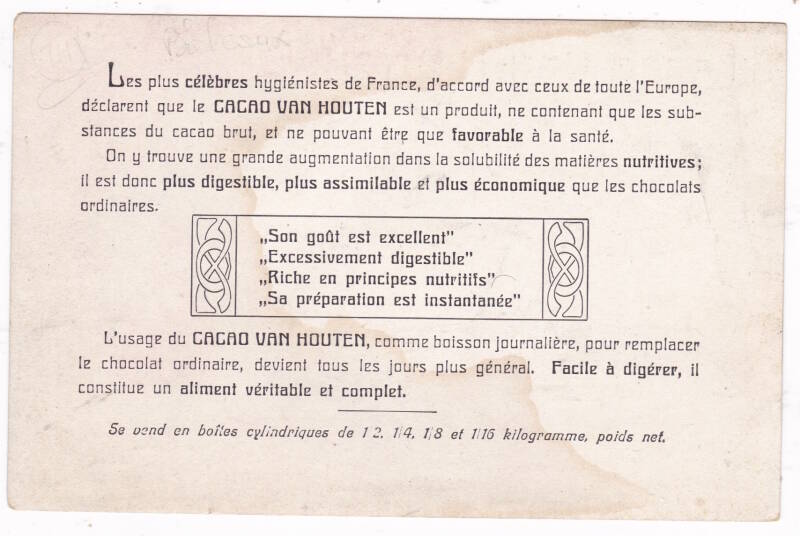 Les plus célèbres hygiénistes de France, d'accord avec ceux de toute l'Europe,
déclarent que le CACAO VAN HOUTEN est un produit, ne contenant que les sub-
stances du cacao brut, et ne pouvant être que favorable à la santé.
On y trouve une grande augmentation dans la solubilité des matières nutritives;
il est donc plus digestible, plus assimilable et plus économique que les chocolats
ordinaires.
„Son goût est excellent"
„Excessivement digestible"
„Riche en principes nutritifs"
„Sa préparation est instantanée"
L'usage du CACAO VAN HOUTEN, comme boisson journalière, pour remplacer
le chocolat ordinaire, devient tous les jours plus général. Facile à digérer, il
constitue un aliment véritable et complet.
Se vend en boîtes cylindriques de 1 2, 1/4, 1/8 et 1/16 kilogramme, poids net.